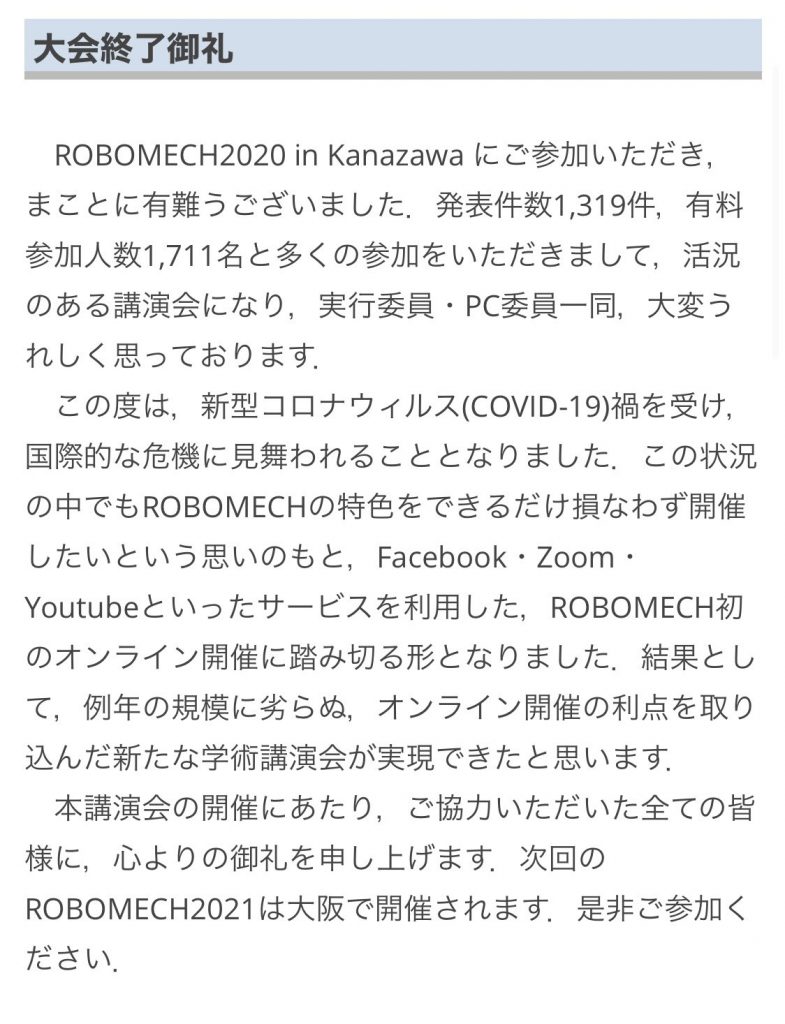 大会終了御礼
　ROBOMECH2020 in Kanazawa にご参加いただき，
まことに有難うございました．発表件数1,319件，有料
参加人数1,711名と多くの参加をいただきまして，活況
のある講演会になり，実行委員・PC委員一同，大変う
れしく思っております．
　この度は，新型コロナウィルス(COVID-19)禍を受け，
国際的な危機に見舞われることとなりました．この状況
の中でもROBOMECHの特色をできるだけ損なわず開催
したいという思いのもと，Facebook・Zoom・
Youtubeといったサービスを利用した，ROBOMECH初
のオンライン開催に踏み切る形となりました．結果とし
て，例年の規模に劣らぬ，オンライン開催の利点を取り
込んだ新たな学術講演会が実現できたと思います．
　本講演会の開催にあたり，ご協力いただいた全ての皆
様に，心よりの御礼を申し上げます．次回の
ROBOMECH2021は大阪で開催されます．是非ご参加く
ださい．